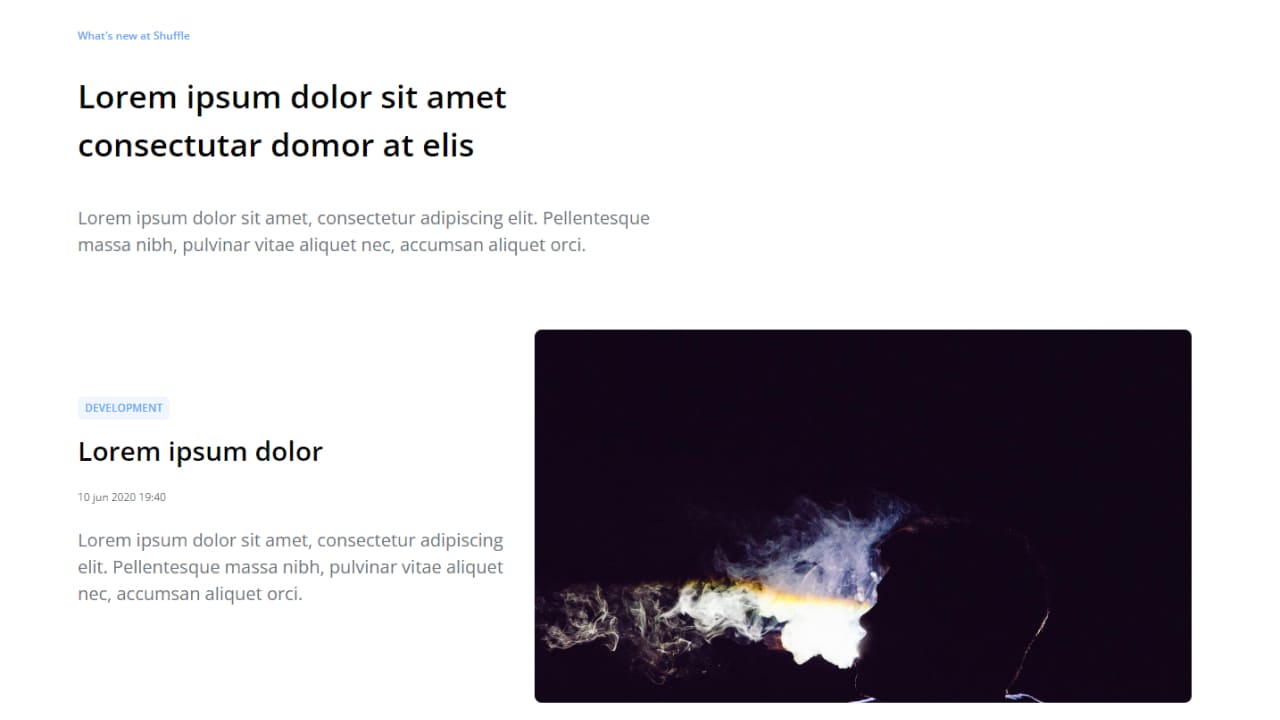 What's new at Shuffle
Lorem ipsum dolor sit amet
consectutar domor at elis
Lorem ipsum dolor sit amet, consectetur adipiscing elit. Pellentesque
massa nibh, pulvinar vitae aliquet nec, accumsan aliquet orci.
DEVELOPMENT
Lorem ipsum dolor
10 jun 2020 19:40
Lorem ipsum dolor sit amet, consectetur adipiscing
elit. Pellentesque massa nibh, pulvinar vitae aliquet
nec, accumsan aliquet orci.